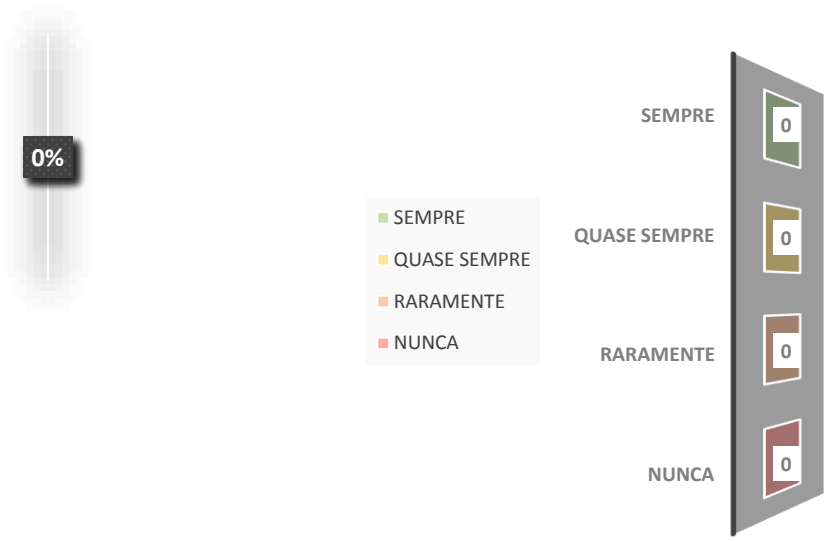 0%
SEMPRE
QUASE SEMPRE
RARAMENTE
NUNCA
SEMPRE
0
QUASE SEMPRE
0
RARAMENTE
0
NUNCA
0